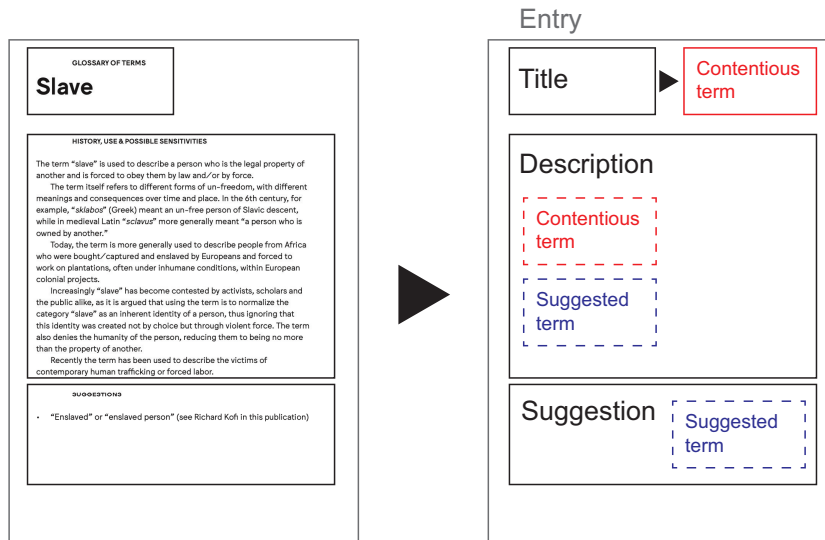 Entry
GLOSSARY OF TERMS
Slave
HISTORY, USE & POSSIBLE SENSITIVITIES
The term “slave” is used to describe a person who is the legal property of
another and is forced to obey them by law and/or by force.
The term itself refers to different forms of un-freedom, with different
meanings and consequences over time and place. In the 6th century, for
example, “sklabos” (Greek) meant an un-free person of Slavic descent,
while in medieval Latin “sclavus” more generally meant “a person who is
owned by another.”
Today, the term is more generally used to describe people from Africa
who were bought/captured and enslaved by Europeans and forced to
work on plantations, often under inhumane conditions, within European
colonial projects.
Increasingly “slave” has become contested by activists, scholars and
the public alike, as it is argued that using the term is to normalize the
category “slave” as an inherent identity of a person, thus ignoring that
this identity was created not by choice but through violent force. The term
also denies the humanity of the person, reducing them to being no more
than the property of another.
Recently the term has been used to describe the victims of
contemporary human trafficking or forced labor.
SUGGESTIONS
• “Enslaved” or “enslaved person” (see Richard Kofi in this publication)
Title
Contentious
term
Description
Contentious
term
Suggested
term
Suggestion
Suggested
term